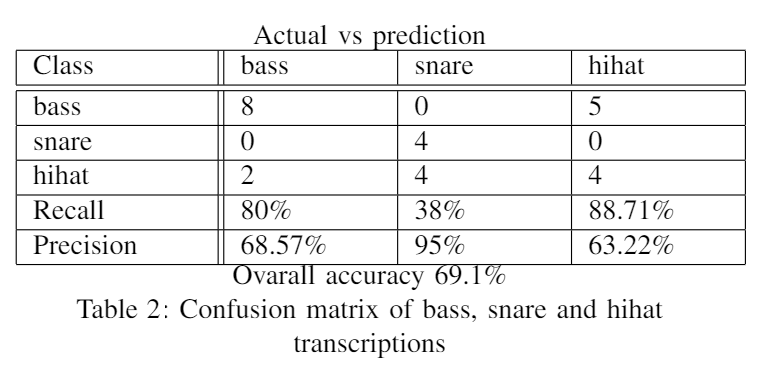 Actual vs prediction
Class bass snare hihat
bass 8 0 5
snare 0 4 0
hihat 2 4 4
Recall 80% 38% 88.71%
Precision 68.57% 95% 63.22%
Ovarall accuracy 69.1%
Table 2: Confusion matrix of bass, snare and hihat
transcriptions